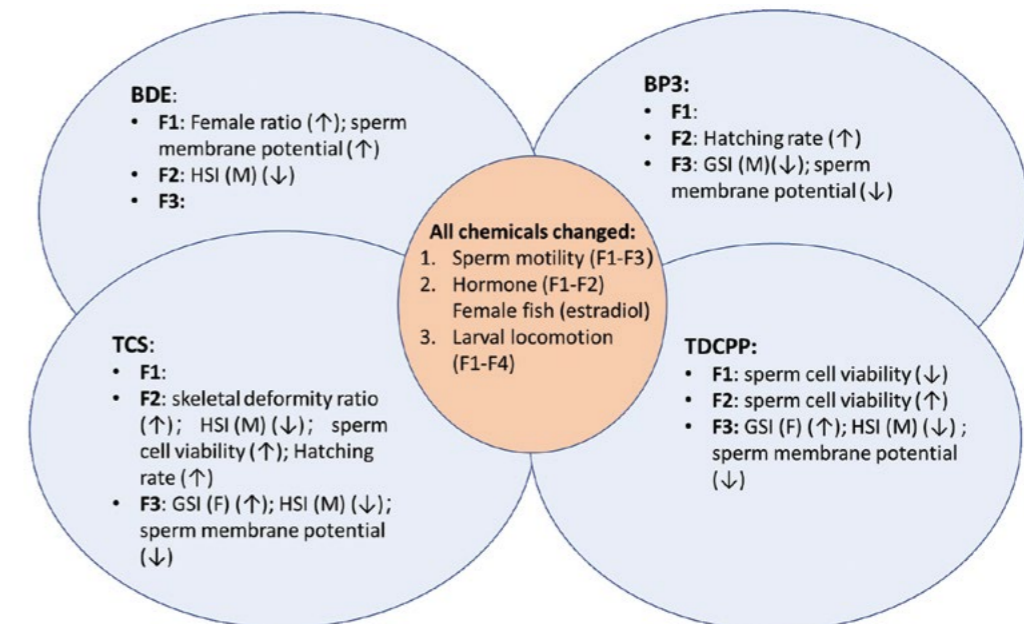 BDE:
• F1: Female ratio (↑); sperm
membrane potential (↑)
• F2: HSI (M) (↓)
• F3:
BP3:
• F1:
• F2: Hatching rate (↑)
• F3: GSI (M)(↓); sperm
membrane potential (↓)
All chemicals changed:
1. Sperm motility (F1-F3)
2. Hormone (F1-F2)
Female fish (estradiol)
3. Larval locomotion
(F1-F4)
TCS:
• F1:
• F2: skeletal deformity ratio
(↑); HSI (M) (↓); sperm
cell viability (↑); Hatching
rate (↑)
• F3: GSI (F) (↑); HSI (M) (↓);
sperm membrane potential
(↓)
TDCPP:
• F1: sperm cell viability (↓)
• F2: sperm cell viability (↑)
• F3: GSI (F) (↑); HSI (M) (↓) ;
sperm membrane potential
(↓)